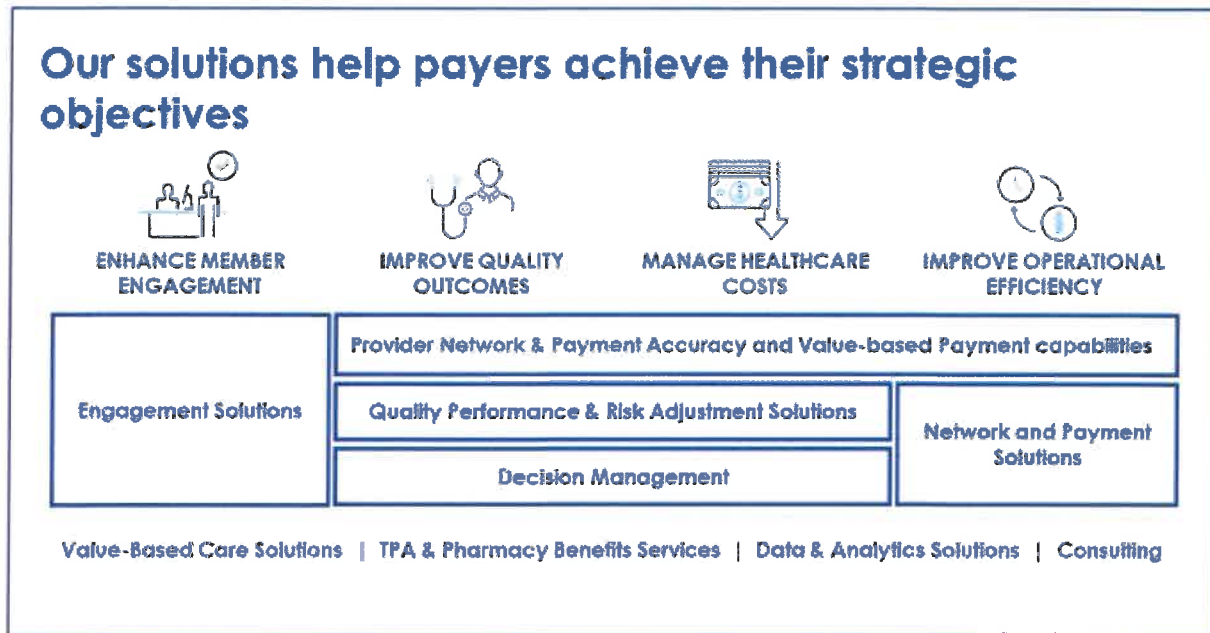 Our solutions help payers achieve their strategic
objectives
ENHANCE MEMBER
ENGAGEMENT
IMPROVE QUALITY
OUTCOMES
MANAGE HEALTHCARE
COSTS
IMPROVE OPERATIONAL
EFFICIENCY
Provider Network & Payment Accuracy and Value-based Payment capabilities
Engagement Solutions
Quality Performance & Risk Adjustment Solutions
Network and Payment
Solutions
Decision Management
Value-Based Care Solutions | TPA & Pharmacy Benefits Services | Data & Analytics Solutions | Consulting